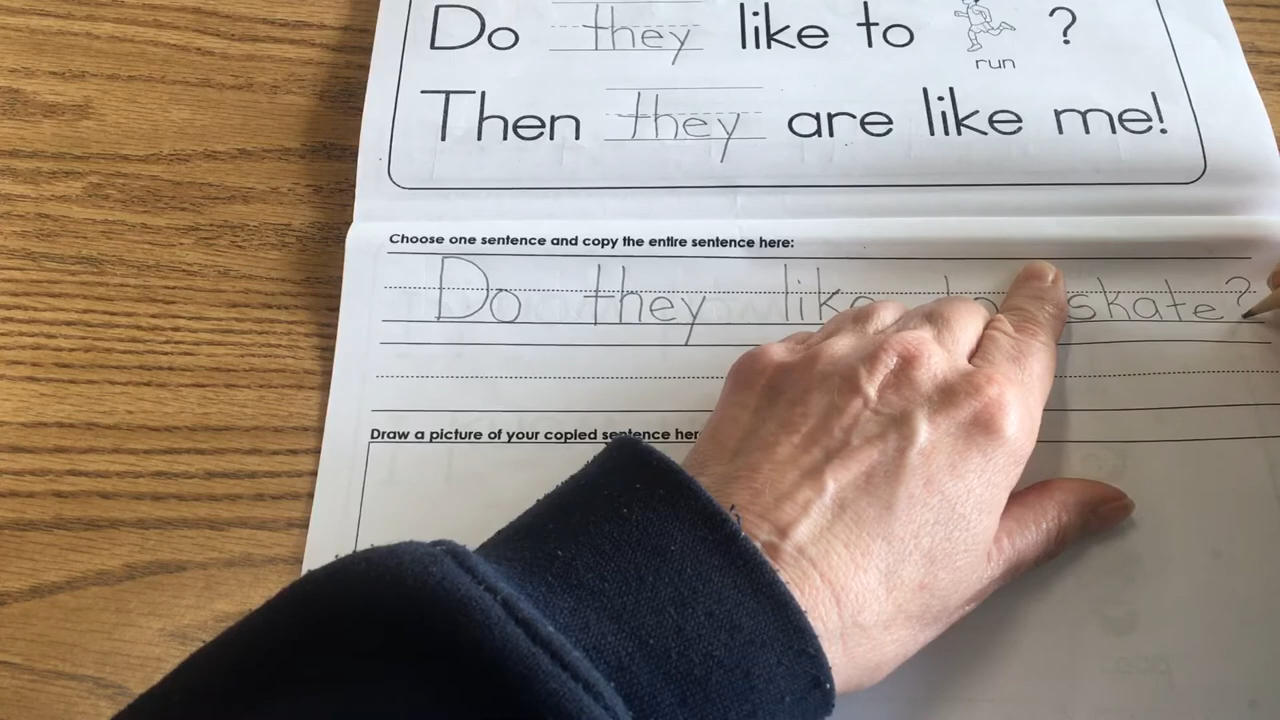 Do they like to ?
run
Then they are like me!
Choose one sentence and copy the entire sentence here:
Do they like to skate?
Draw a picture of your copied sentence her